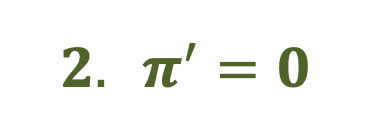 2. π′ = 0